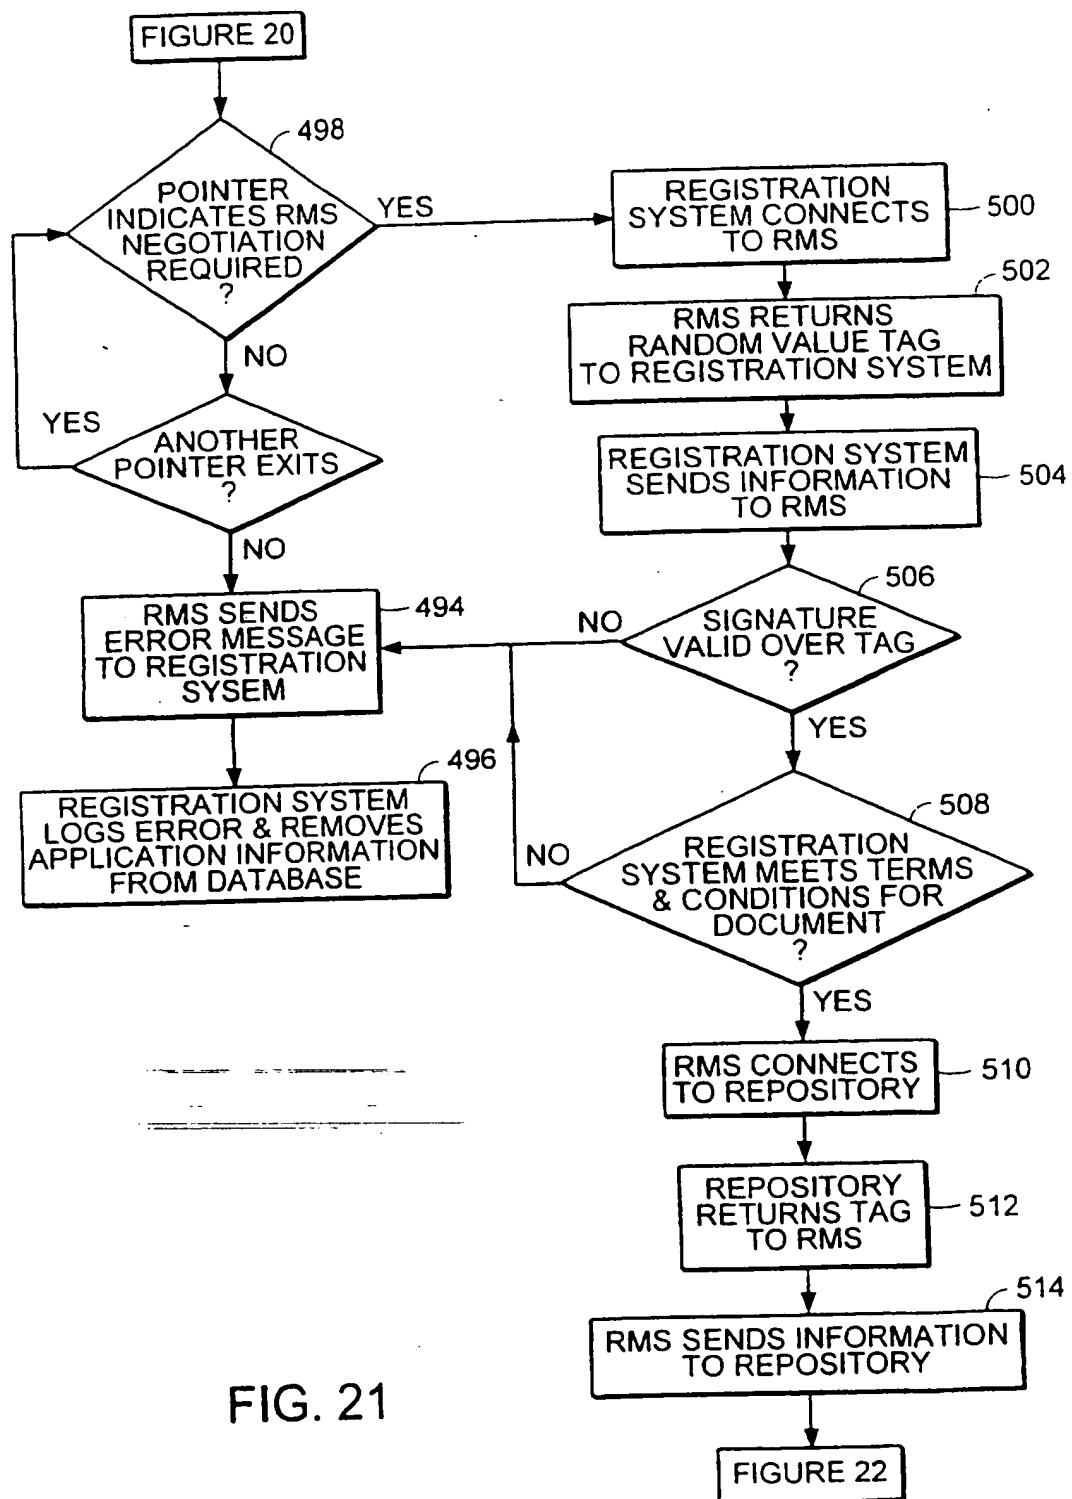 FIGURE 20
498
POINTER
INDICATES RMS
NEGOTIATION
REQUIRED
?
YES
NO
YES
ANOTHER
POINTER EXITS
?
NO
RMS SENDS
ERROR MESSAGE
TO REGISTRATION
SYSEM
494
REGISTRATION SYSTEM
LOGS ERROR & REMOVES
APPLICATION INFORMATION
FROM DATABASE
496
REGISTRATION
SYSTEM CONNECTS
TO RMS
500
RMS RETURNS
RANDOM VALUE TAG
TO REGISTRATION SYSTEM
502
REGISTRATION SYSTEM
SENDS INFORMATION
TO RMS
504
SIGNATURE
VALID OVER TAG
?
506
NO
YES
REGISTRATION
SYSTEM MEETS TERMS
& CONDITIONS FOR
DOCUMENT
?
508
NO
YES
RMS CONNECTS
TO REPOSITORY
510
REPOSITORY
RETURNS TAG
TO RMS
512
RMS SENDS INFORMATION
TO REPOSITORY
514
FIGURE 22
FIG. 21